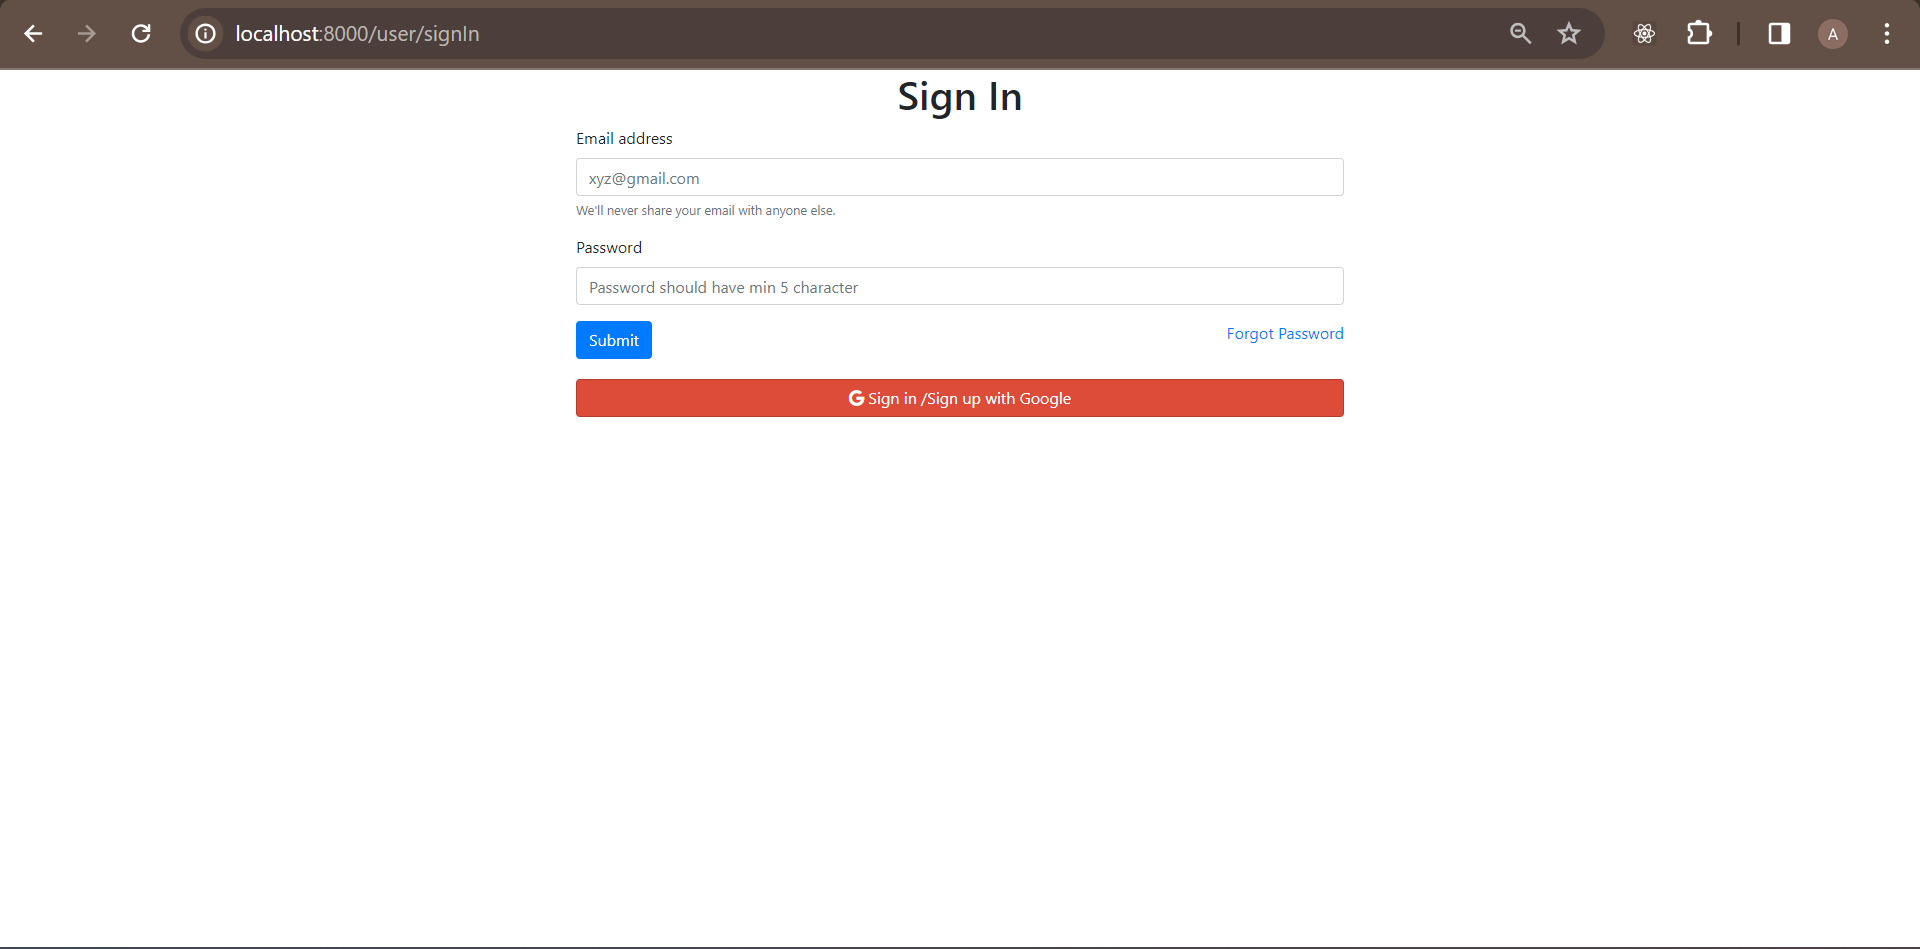 localhost:8000/user/signIn
A
Sign In
Email address
xyz@gmail.com
We'll never share your email with anyone else.
Password
Password should have min 5 character
Submit
Forgot Password
Sign in /Sign up with Google